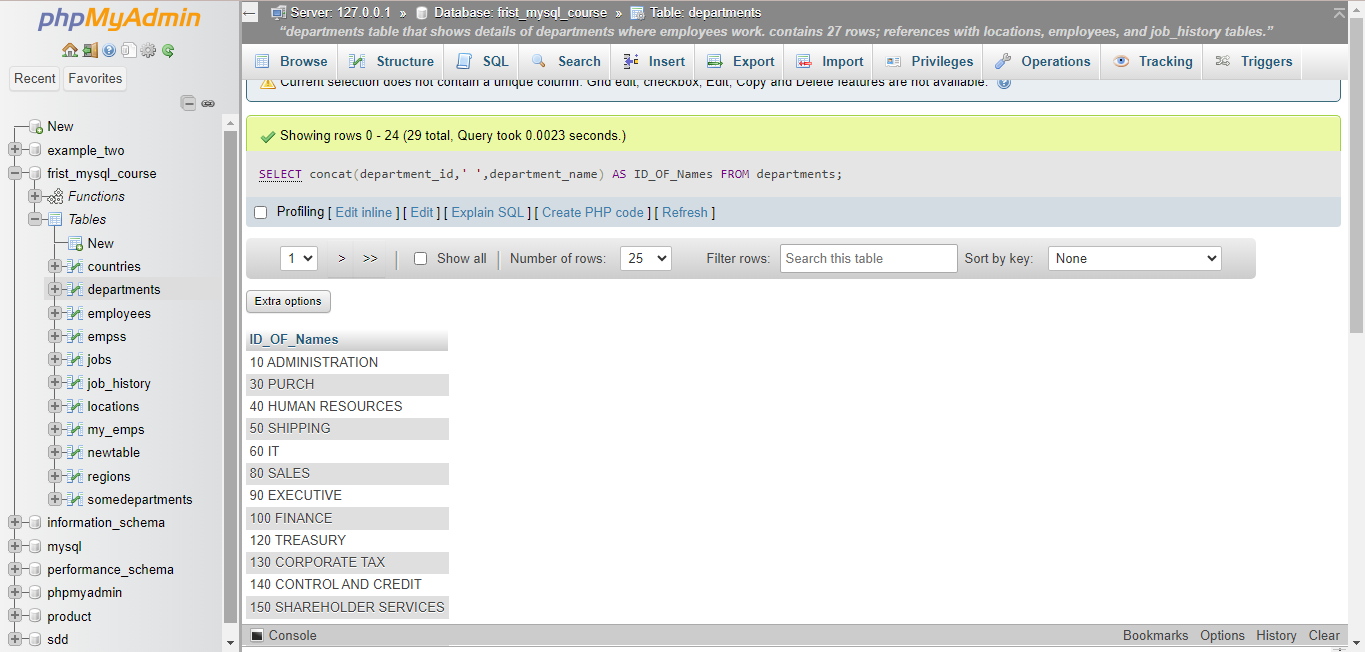 phpMyAdmin
Recent Favorites
New
example_two
frist_mysql_course
Functions
Tables
New
countries
departments
employees
empss
jobs
job_history
locations
my_emps
newtable
regions
somedepartments
information_schema
mysql
performance_schema
phpmyadmin
product
sdd
Server: 127.0.0.1 » Database: frist_mysql_course » Table: departments
“departments table that shows details of departments where employees work. contains 27 rows; references with locations, employees, and job_history tables.”
Browse Structure SQL Search Insert Export Import Privileges Operations Tracking Triggers
Current selection does not contain a unique column. Grid edit, checkbox, Edit, Copy and Delete features are not available.
Showing rows 0 - 24 (29 total, Query took 0.0023 seconds.)
SELECT concat(department_id,' ',department_name) AS ID_OF_Names FROM departments;
Profiling [ Edit inline ] [ Edit ] [ Explain SQL ] [ Create PHP code ] [ Refresh ]
1 > >> | Show all | Number of rows: 25 Filter rows: Search this table Sort by key: None
Extra options
ID_OF_Names
10 ADMINISTRATION
30 PURCH
40 HUMAN RESOURCES
50 SHIPPING
60 IT
80 SALES
90 EXECUTIVE
100 FINANCE
120 TREASURY
130 CORPORATE TAX
140 CONTROL AND CREDIT
150 SHAREHOLDER SERVICES
Console Bookmarks Options History Clear